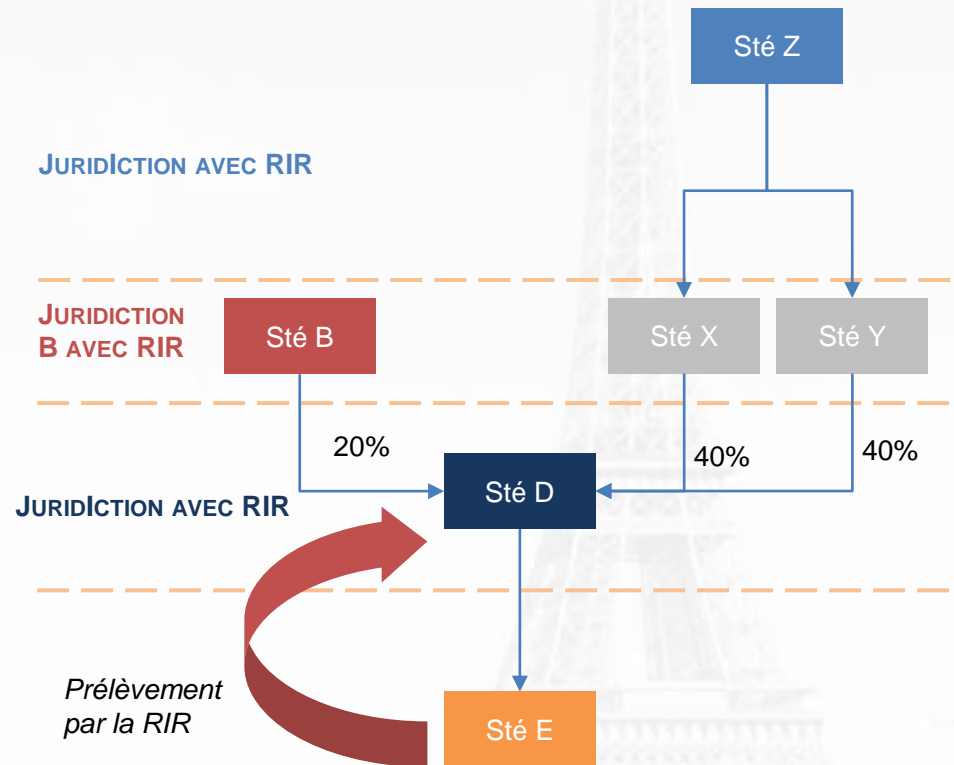 Sté Z
JURIDICTION AVEC RIR
JURIDICTION
B AVEC RIR
Sté B
Sté X
Sté Y
20%
40%
40%
JURIDICTION AVEC RIR
Sté D
Prélèvement
par la RIR
Sté E